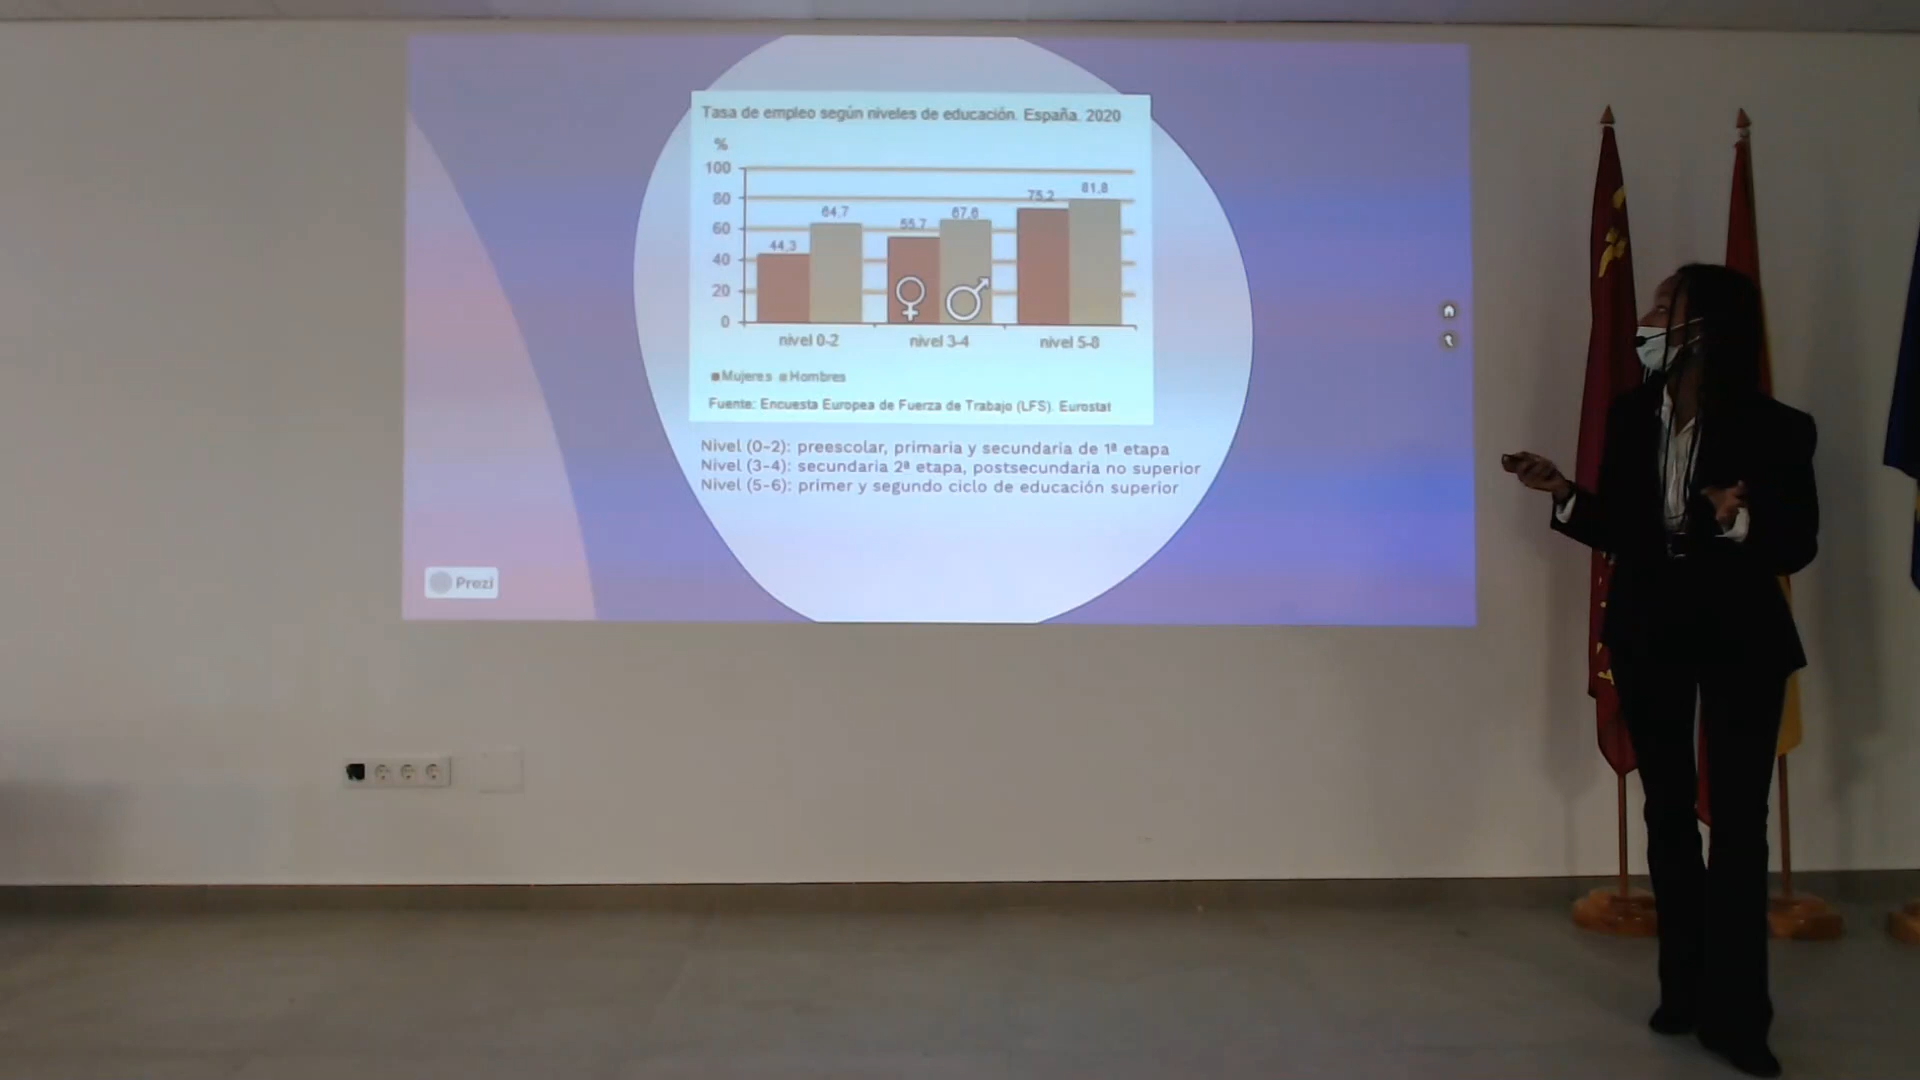 Tasa de empleo según niveles de educación. España. 2020
%
100
80
60
40
20
0
44,3
64,7
55,7
67,6
75,2
81,8
nivel 0-2
nivel 3-4
nivel 5-8
Mujeres Hombres
Fuente: Encuesta Europea de Fuerza de Trabajo (LFS). Eurostat
Nivel (0-2): preescolar, primaria y secundaria de 1ª etapa
Nivel (3-4): secundaria 2ª etapa, postsecundaria no superior
Nivel (5-6): primer y segundo ciclo de educación superior
Prezi